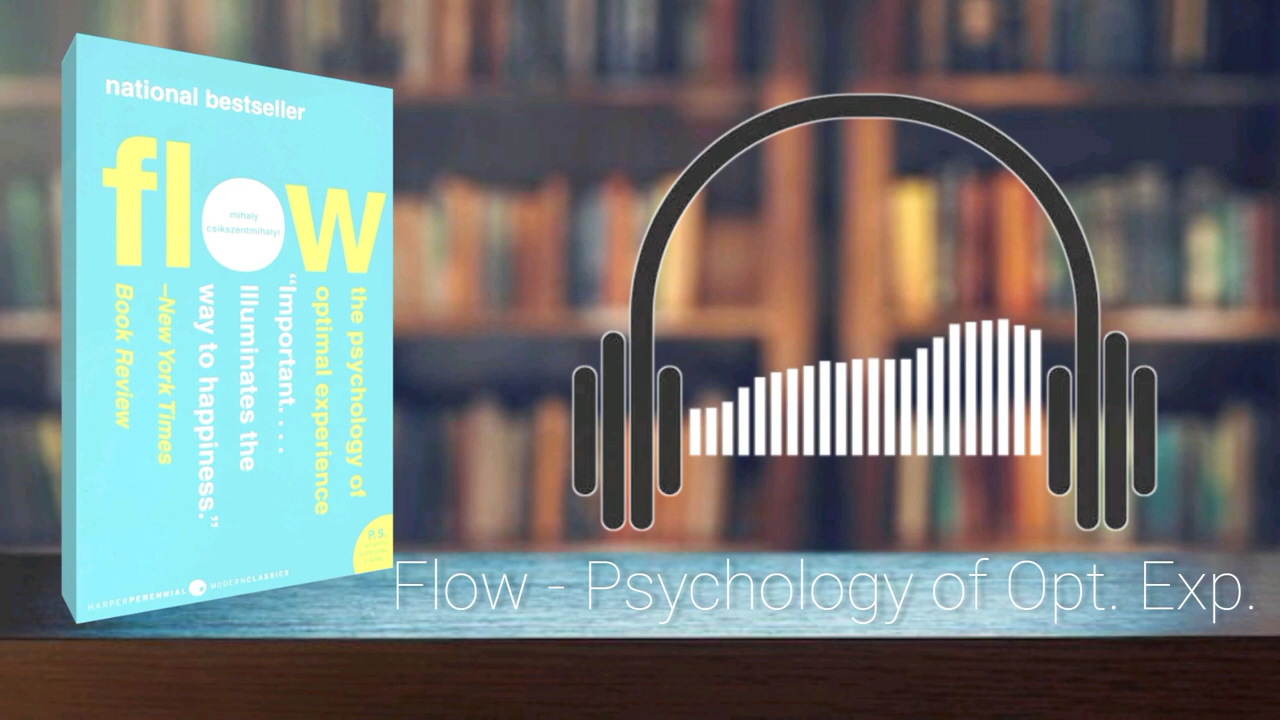 national bestseller
flow
mihaly
csikszentmihalyi
the psychology of
optimal experience
“Important. . . .
Illuminates the
way to happiness.”
–New York Times
Book Review
P.S.
HARPERPERENNIAL MODERNCLASSICS
Flow - Psychology of Opt. Exp.